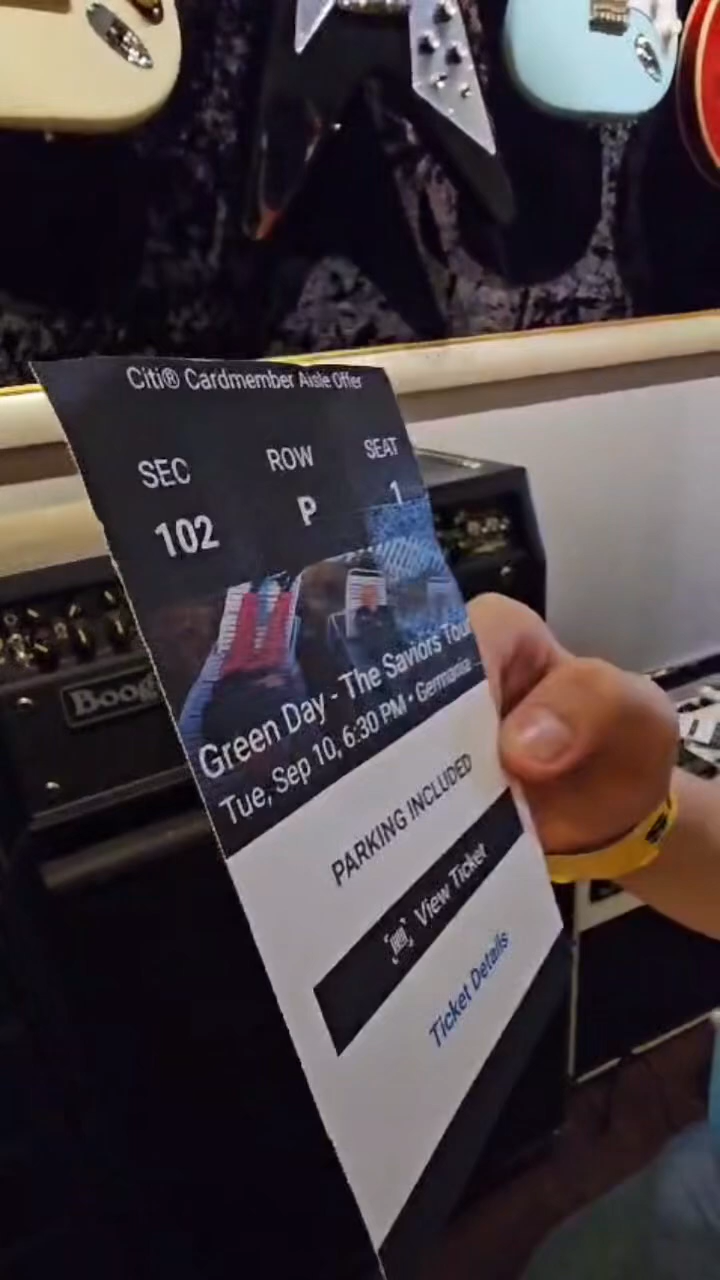 Citi® Cardmember Aisle Offer
SEC ROW SEAT
102 P 1
Green Day - The Saviors Tour
Tue, Sep 10, 6:30 PM • Germania ...
PARKING INCLUDED
View Ticket
Ticket Details
Boog